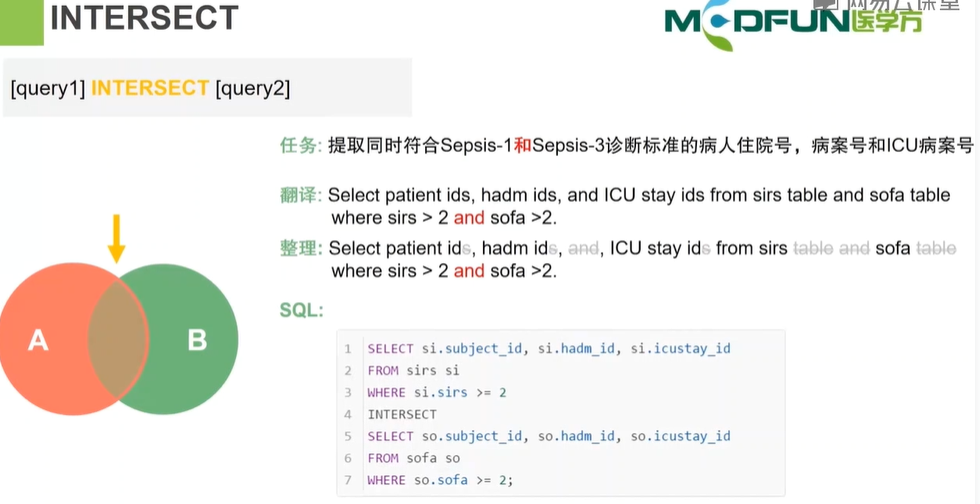 INTERSECT
MEDFUN医学方
网易云课堂
[query1] INTERSECT [query2]
任务: 提取同时符合Sepsis-1和Sepsis-3诊断标准的病人住院号，病案号和ICU病案号
翻译: Select patient ids, hadm ids, and ICU stay ids from sirs table and sofa table
where sirs > 2 and sofa >2.
整理: Select patient ids, hadm ids, and, ICU stay ids from sirs table and sofa table
where sirs > 2 and sofa >2.
A
B
SQL:
1 SELECT si.subject_id, si.hadm_id, si.icustay_id
2 FROM sirs si
3 WHERE si.sirs >= 2
4 INTERSECT
5 SELECT so.subject_id, so.hadm_id, so.icustay_id
6 FROM sofa so
7 WHERE so.sofa >= 2;